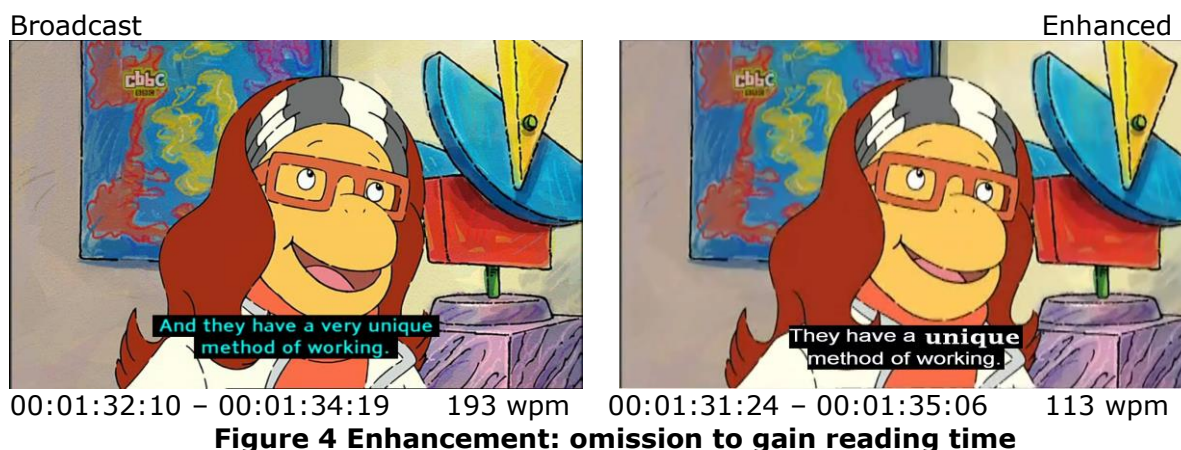 Broadcast
Enhanced
cbbc
BBC
And they have a very unique
method of working.
cbbc
BBC
They have a unique
method of working.
00:01:32:10 – 00:01:34:19 193 wpm
00:01:31:24 – 00:01:35:06 113 wpm
Figure 4 Enhancement: omission to gain reading time